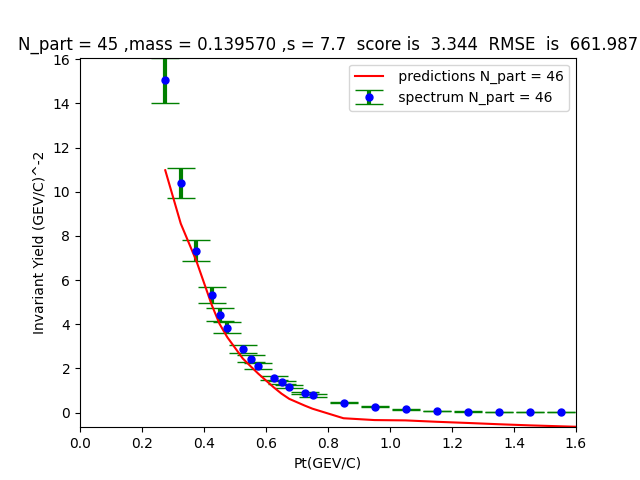 N_part = 45 ,mass = 0.139570 ,s = 7.7  score is  3.344  RMSE  is  661.987
predictions N_part = 46
spectrum N_part = 46
Invariant Yield (GEV/C)^-2
16
14
12
10
8
6
4
2
0
0.0 0.2 0.4 0.6 0.8 1.0 1.2 1.4 1.6
Pt(GEV/C)